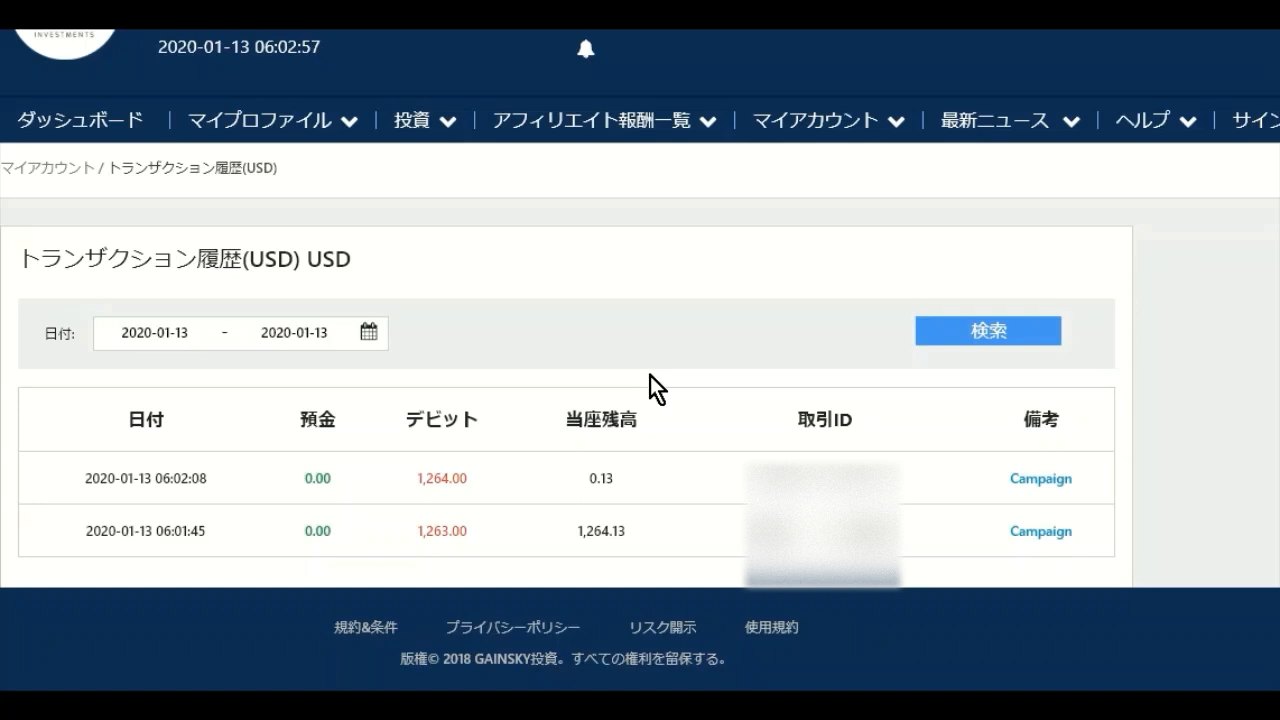 INVESTMENTS
2020-01-13 06:02:57
ダッシュボード | マイプロファイル | 投資 | アフィリエイト報酬一覧 | マイアカウント | 最新ニュース | ヘルプ | サイン
マイアカウント / トランザクション履歴(USD)
トランザクション履歴(USD) USD
日付: 2020-01-13 - 2020-01-13 検索
日付 預金 デビット 当座残高 取引ID 備考
2020-01-13 06:02:08 0.00 1,264.00 0.13 Campaign
2020-01-13 06:01:45 0.00 1,263.00 1,264.13 Campaign
規約&条件 プライバシーポリシー リスク開示 使用規約
版権© 2018 GAINSKY投資。すべての権利を留保する。